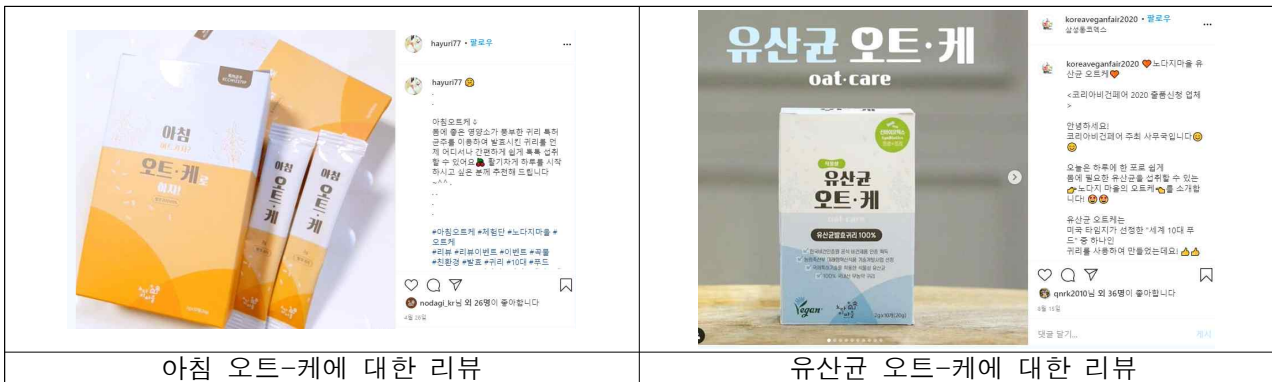 hayuri77 • 팔로우
hayuri77
아침오트케
몸에 좋은 영양소가 풍부한 귀리 특허
균주를 이용하여 발효시킨 귀리를 언
제 어디서나 간편하게 쉽게 톡톡 섭취
할 수 있어요 활기차게 하루를 시작
하시고 싶은 분께 추천해 드립니다
~^^ .
#아침오트케 #체험단 #노다지마을 #
오트케
#리뷰 #리뷰이벤트 #이벤트 #곡물
#친환경 #발효 #귀리 #10대 #푸드
nodagi_kr님 외 26명이 좋아합니다
4월 28일
아침
오트·케로
하자!
아침 오트·케
아침 오트·케
아침 오트-케에 대한 리뷰
유산균 오트·케
oat·care
유산균
오트·케
oat care
유산균발효귀리 100%
Vegan
2gx10개(20g)
koreaveganfair2020 • 팔로우
삼성동코엑스
koreaveganfair2020 노다지마을 유
산균 오트케
<코리아비건페어 2020 출품신청 업체
>
안녕하세요!
코리아비건페어 주최 사무국입니다
오늘은 하루에 한 포로 쉽게
몸에 필요한 유산균을 섭취할 수 있는
노다지 마을의 오트케를 소개합
니다!
유산균 오트케는
미국 타임지가 선정한 "세계 10대 푸
드" 중 하나인
귀리를 사용하여 만들었는데요!
qnrk2010님 외 36명이 좋아합니다
댓글 달기...
게시
유산균 오트-케에 대한 리뷰